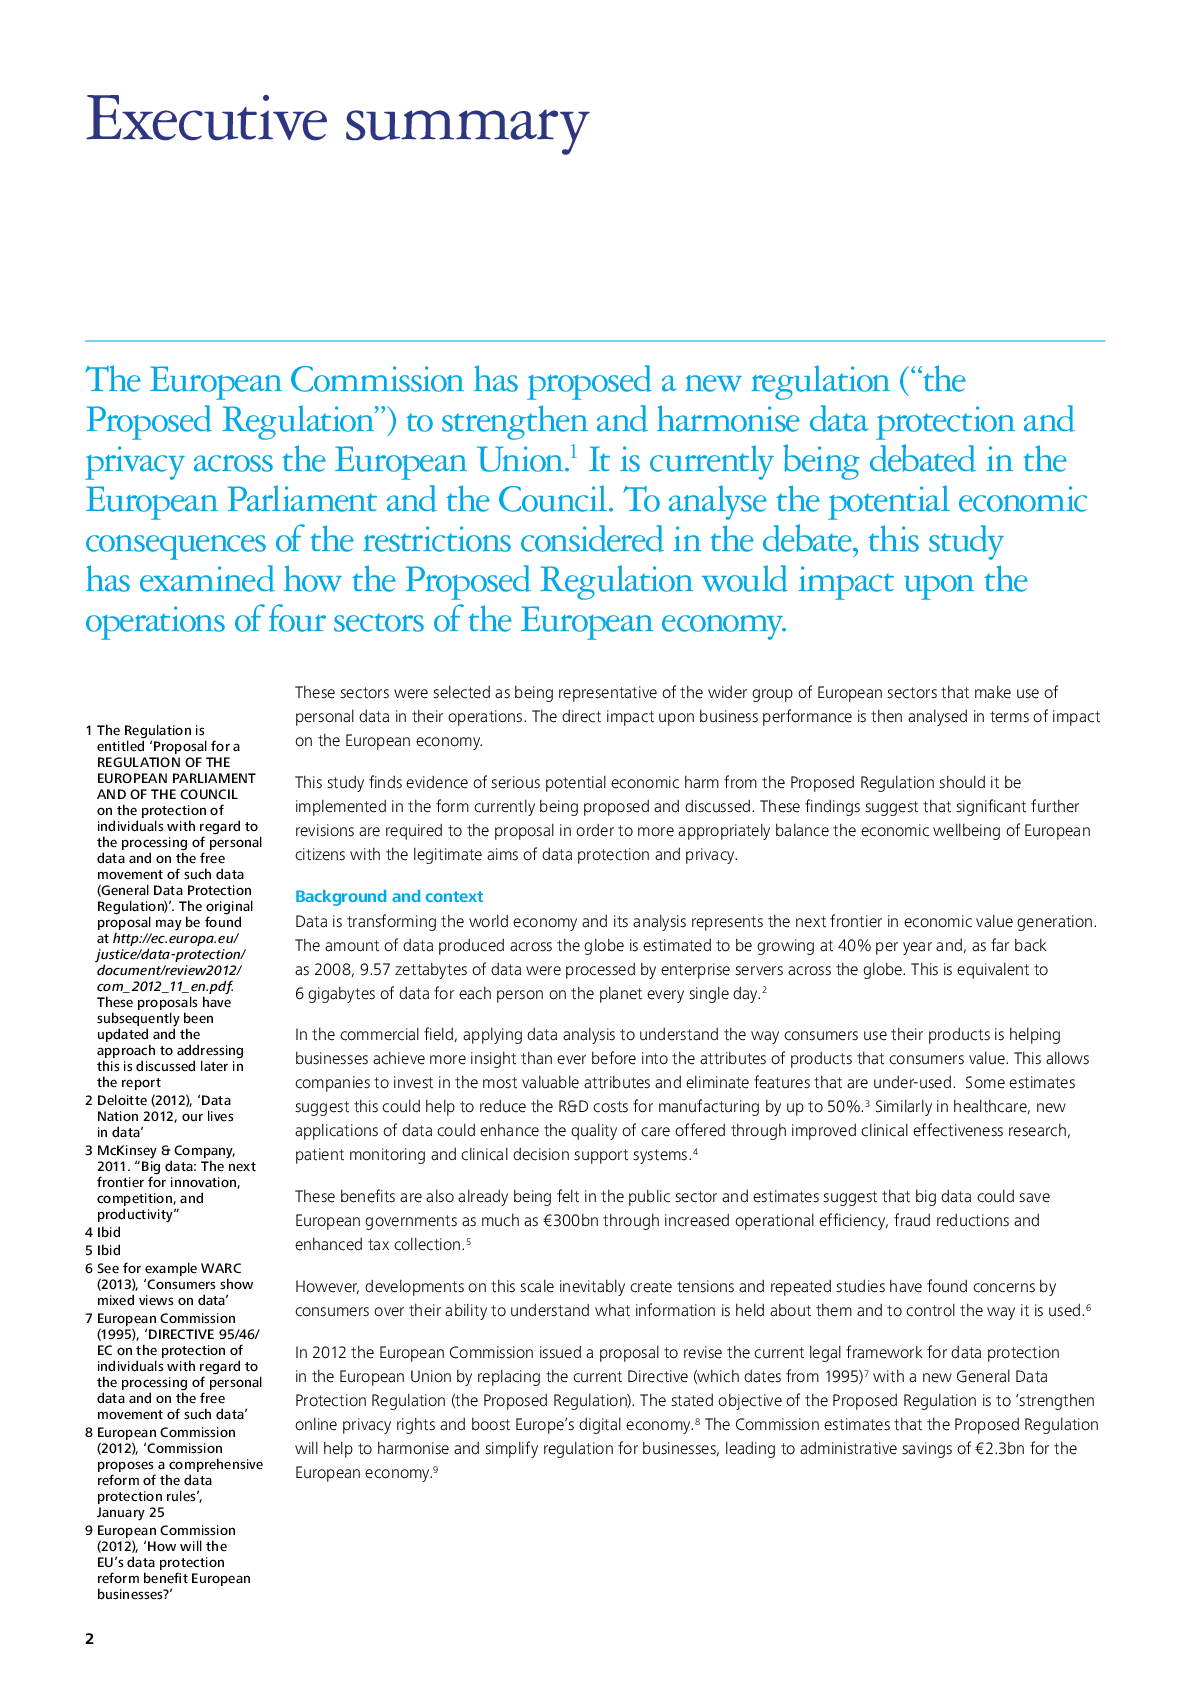 Executive summary
The European Commission has proposed a new regulation (“the
Proposed Regulation”) to strengthen and harmonise data protection and
privacy across the European Union.1 It is currently being debated in the
European Parliament and the Council. To analyse the potential economic
consequences of the restrictions considered in the debate, this study
has examined how the Proposed Regulation would impact upon the
operations of four sectors of the European economy.
These sectors were selected as being representative of the wider group of European sectors that make use of
personal data in their operations. The direct impact upon business performance is then analysed in terms of impact
on the European economy.
This study finds evidence of serious potential economic harm from the Proposed Regulation should it be
implemented in the form currently being proposed and discussed. These findings suggest that significant further
revisions are required to the proposal in order to more appropriately balance the economic wellbeing of European
citizens with the legitimate aims of data protection and privacy.
Background and context
Data is transforming the world economy and its analysis represents the next frontier in economic value generation.
The amount of data produced across the globe is estimated to be growing at 40% per year and, as far back
as 2008, 9.57 zettabytes of data were processed by enterprise servers across the globe. This is equivalent to
6 gigabytes of data for each person on the planet every single day.2
In the commercial field, applying data analysis to understand the way consumers use their products is helping
businesses achieve more insight than ever before into the attributes of products that consumers value. This allows
companies to invest in the most valuable attributes and eliminate features that are under-used. Some estimates
suggest this could help to reduce the R&D costs for manufacturing by up to 50%.3 Similarly in healthcare, new
applications of data could enhance the quality of care offered through improved clinical effectiveness research,
patient monitoring and clinical decision support systems.4
These benefits are also already being felt in the public sector and estimates suggest that big data could save
European governments as much as €300bn through increased operational efficiency, fraud reductions and
enhanced tax collection.5
However, developments on this scale inevitably create tensions and repeated studies have found concerns by
consumers over their ability to understand what information is held about them and to control the way it is used.6
In 2012 the European Commission issued a proposal to revise the current legal framework for data protection
in the European Union by replacing the current Directive (which dates from 1995)7 with a new General Data
Protection Regulation (the Proposed Regulation). The stated objective of the Proposed Regulation is to ‘strengthen
online privacy rights and boost Europe’s digital economy.8 The Commission estimates that the Proposed Regulation
will help to harmonise and simplify regulation for businesses, leading to administrative savings of €2.3bn for the
European economy.9
1 The Regulation is
entitled ‘Proposal for a
REGULATION OF THE
EUROPEAN PARLIAMENT
AND OF THE COUNCIL
on the protection of
individuals with regard to
the processing of personal
data and on the free
movement of such data
(General Data Protection
Regulation)’. The original
proposal may be found
at http://ec.europa.eu/
justice/data-protection/
document/review2012/
com_2012_11_en.pdf.
These proposals have
subsequently been
updated and the
approach to addressing
this is discussed later in
the report
2 Deloitte (2012), ‘Data
Nation 2012, our lives
in data’
3 McKinsey & Company,
2011. “Big data: The next
frontier for innovation,
competition, and
productivity”
4 Ibid
5 Ibid
6 See for example WARC
(2013), ‘Consumers show
mixed views on data’
7 European Commission
(1995), ‘DIRECTIVE 95/46/
EC on the protection of
individuals with regard to
the processing of personal
data and on the free
movement of such data’
8 European Commission
(2012), ‘Commission
proposes a comprehensive
reform of the data
protection rules’,
January 25
9 European Commission
(2012), ‘How will the
EU’s data protection
reform benefit European
businesses?’
2